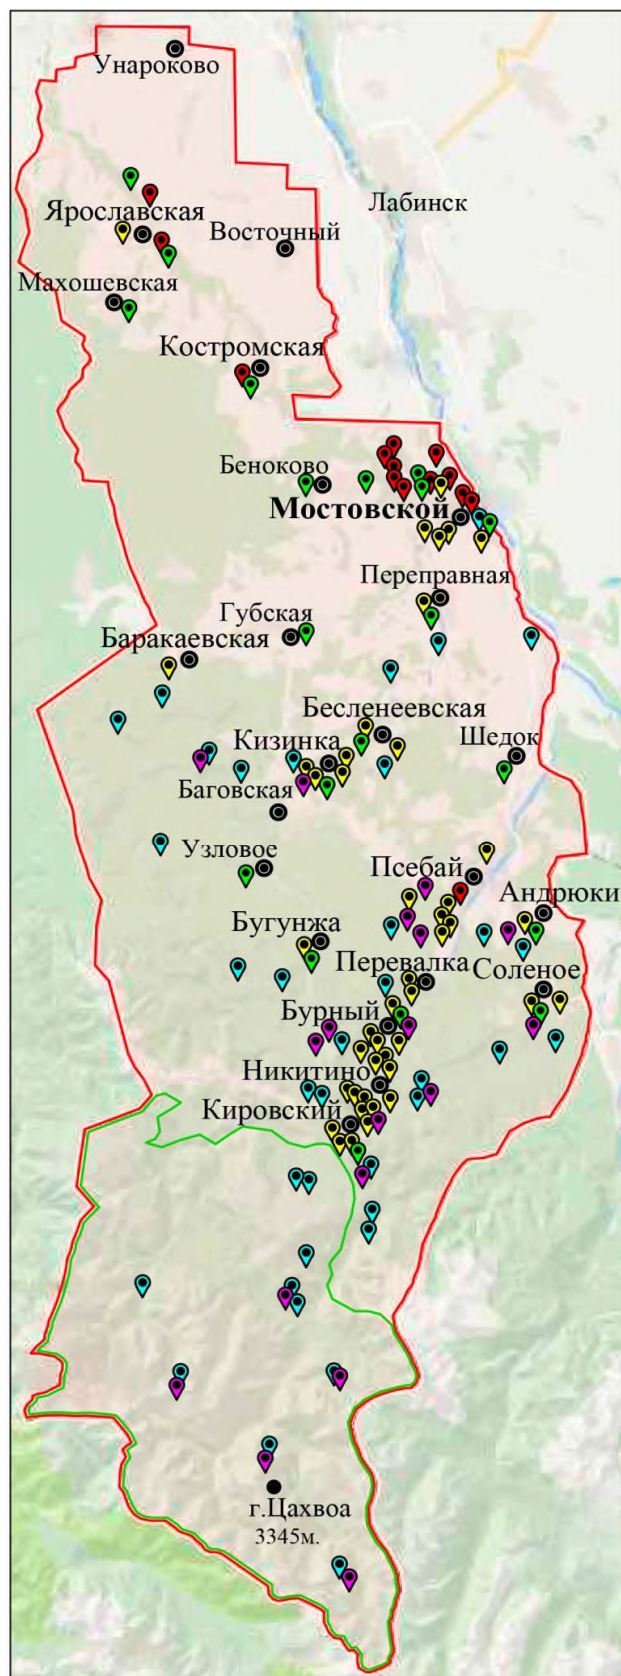 Унароково
Лабинск
Ярославская
Восточный
Махошевская
Костромская
Беноково
Мостовской
Переправная
Губская
Баракаевская
Бесленеевская
Кизинка
Шедок
Баговская
Узловое
Псебай
Андрюки
Бугунжа
Перевалка
Соленое
Бурный
Никитино
Кировский
г.Цахвоа
3345м.